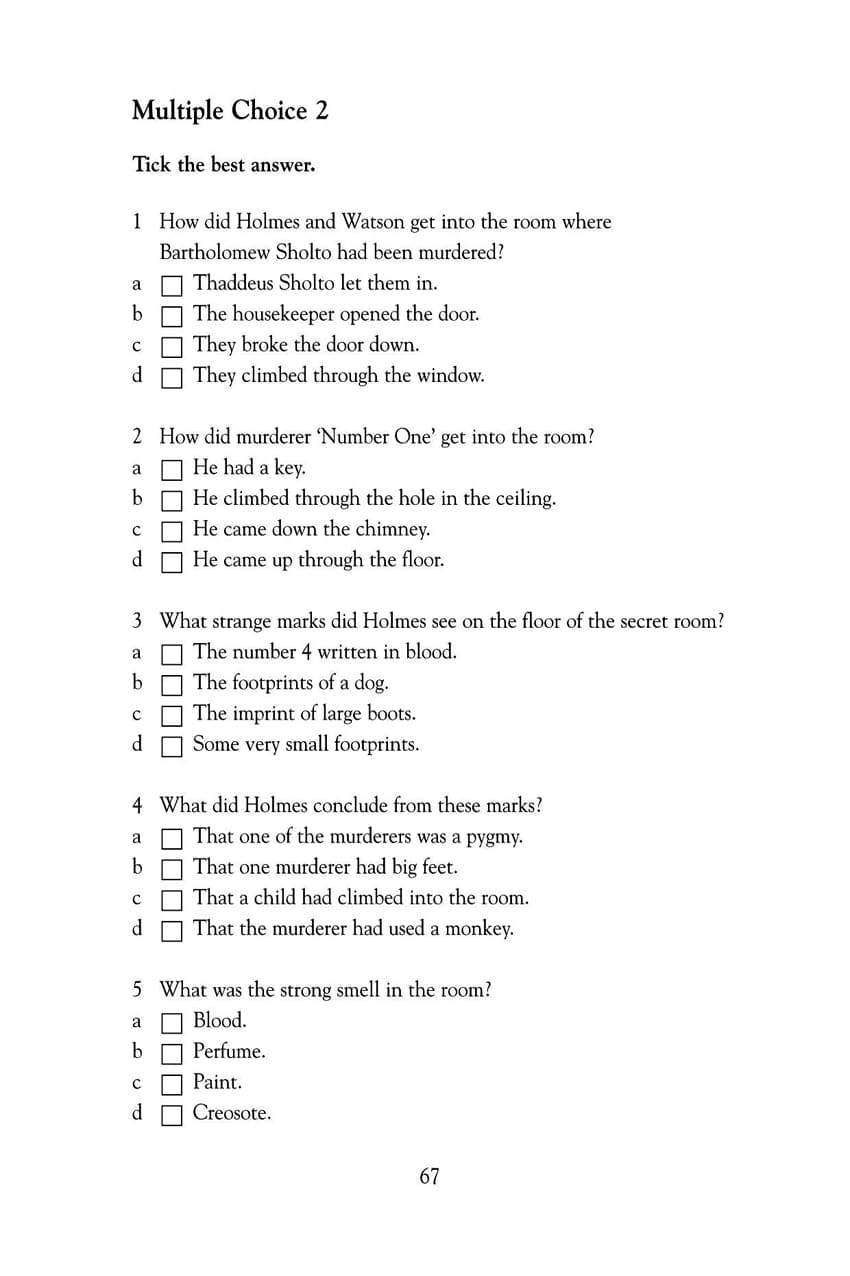 Multiple Choice 2
Tick the best answer.
1 How did Holmes and Watson get into the room where
Bartholomew Sholto had been murdered?
a Thaddeus Sholto let them in.
b The housekeeper opened the door.
c They broke the door down.
d They climbed through the window.
2 How did murderer ‘Number One’ get into the room?
a He had a key.
b He climbed through the hole in the ceiling.
c He came down the chimney.
d He came up through the floor.
3 What strange marks did Holmes see on the floor of the secret room?
a The number 4 written in blood.
b The footprints of a dog.
c The imprint of large boots.
d Some very small footprints.
4 What did Holmes conclude from these marks?
a That one of the murderers was a pygmy.
b That one murderer had big feet.
c That a child had climbed into the room.
d That the murderer had used a monkey.
5 What was the strong smell in the room?
a Blood.
b Perfume.
c Paint.
d Creosote.
67